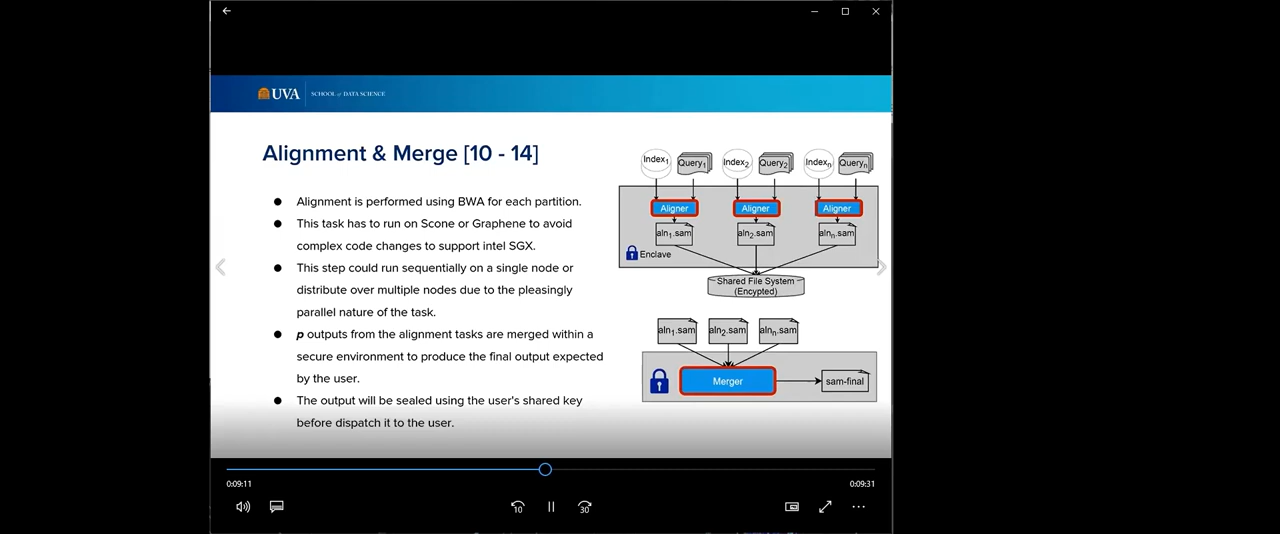 UVA SCHOOL of DATA SCIENCE
Alignment & Merge [10 - 14]
● Alignment is performed using BWA for each partition.
● This task has to run on Scone or Graphene to avoid
complex code changes to support intel SGX.
● This step could run sequentially on a single node or
distribute over multiple nodes due to the pleasingly
parallel nature of the task.
● p outputs from the alignment tasks are merged within a
secure environment to produce the final output expected
by the user.
● The output will be sealed using the user's shared key
before dispatch it to the user.
Index1 Query1 Index2 Query2 Indexn Queryn
Aligner Aligner Aligner
aln1.sam aln2.sam alnn.sam
Enclave
Shared File System
(Encypted)
aln1.sam aln2.sam alnn.sam
Merger sam-final
0:09:11 0:09:31
10 30